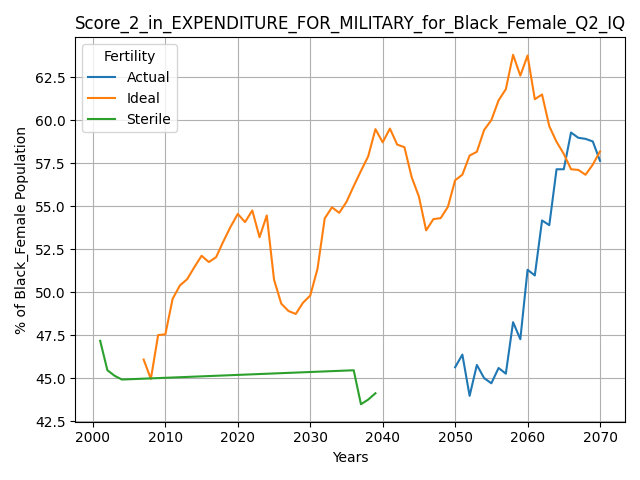 Score_2_in_EXPENDITURE_FOR_MILITARY_for_Black_Female_Q2_IQ
Fertility
Actual
Ideal
Sterile
% of Black_Female Population
62.5
60.0
57.5
55.0
52.5
50.0
47.5
45.0
42.5
2000 2010 2020 2030 2040 2050 2060 2070
Years